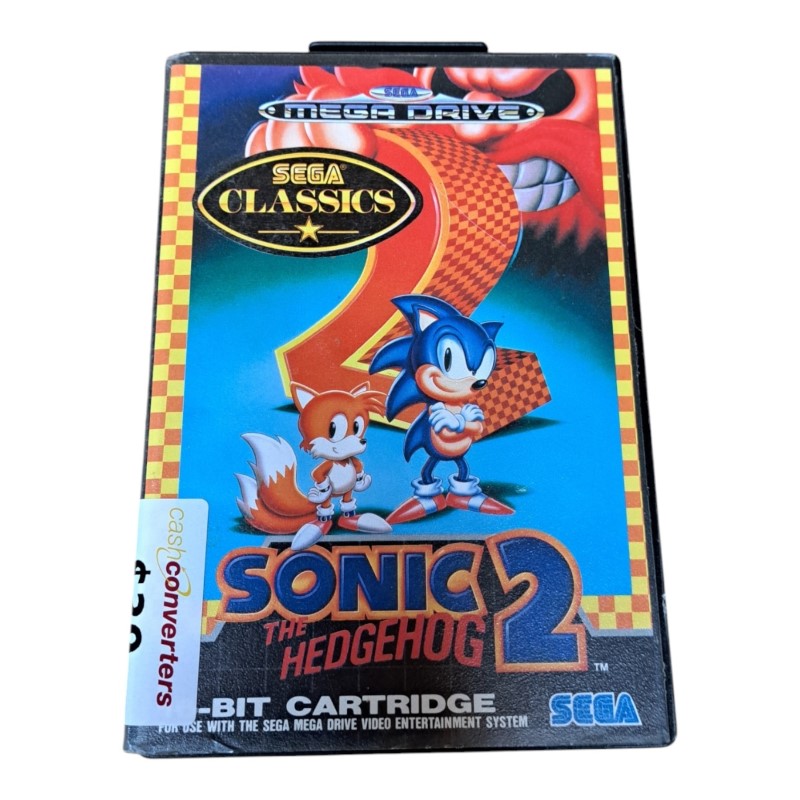 SEGA
MEGA DRIVE
SEGA®
CLASSICS
cash
converters
SONIC 2
THE
HEDGEHOG
™
-BIT CARTRIDGE
FOR USE WITH THE SEGA MEGA DRIVE VIDEO ENTERTAINMENT SYSTEM
SEGA